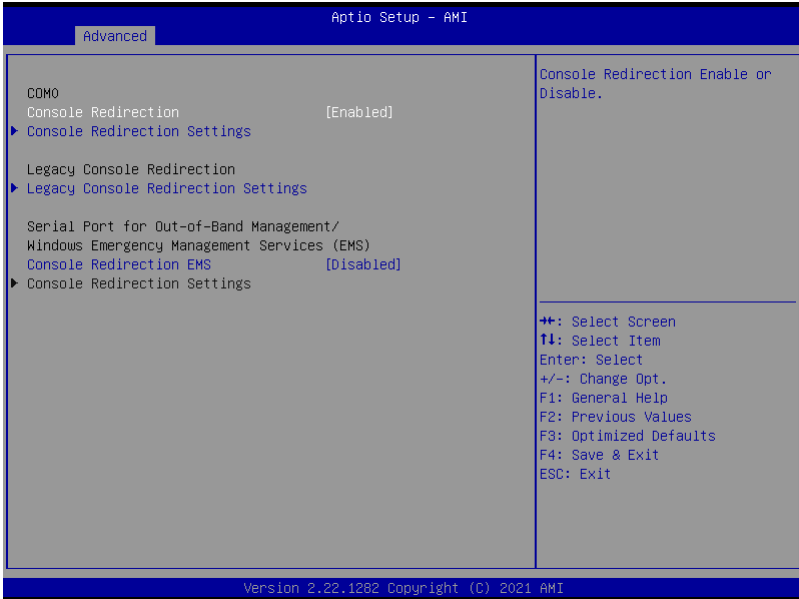 Aptio Setup – AMI
Advanced
COM0
Console Redirection [Enabled]
▶ Console Redirection Settings
Legacy Console Redirection
▶ Legacy Console Redirection Settings
Serial Port for Out-of-Band Management/
Windows Emergency Management Services (EMS)
Console Redirection EMS [Disabled]
▶ Console Redirection Settings
Console Redirection Enable or
Disable.
→←: Select Screen
↑↓: Select Item
Enter: Select
+/-: Change Opt.
F1: General Help
F2: Previous Values
F3: Optimized Defaults
F4: Save & Exit
ESC: Exit
Version 2.22.1282 Copyright (C) 2021 AMI